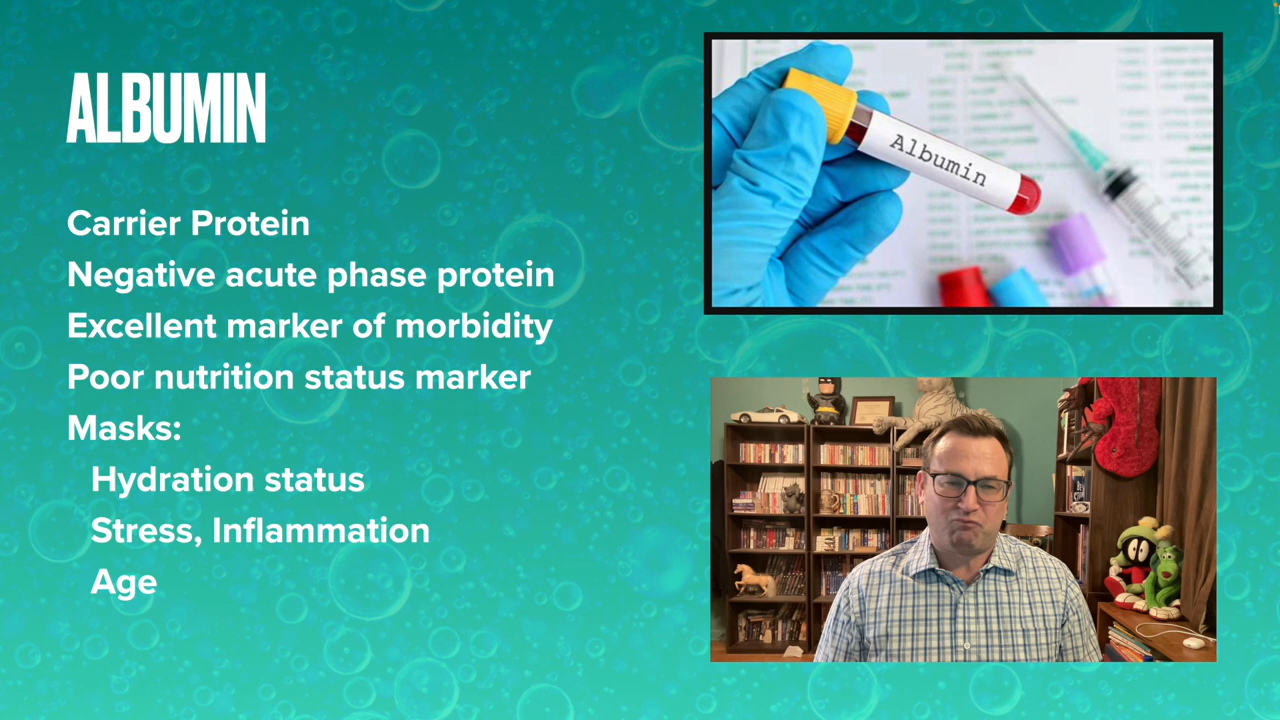 ALBUMIN
Carrier Protein
Negative acute phase protein
Excellent marker of morbidity
Poor nutrition status marker
Masks:
Hydration status
Stress, Inflammation
Age
Albumin